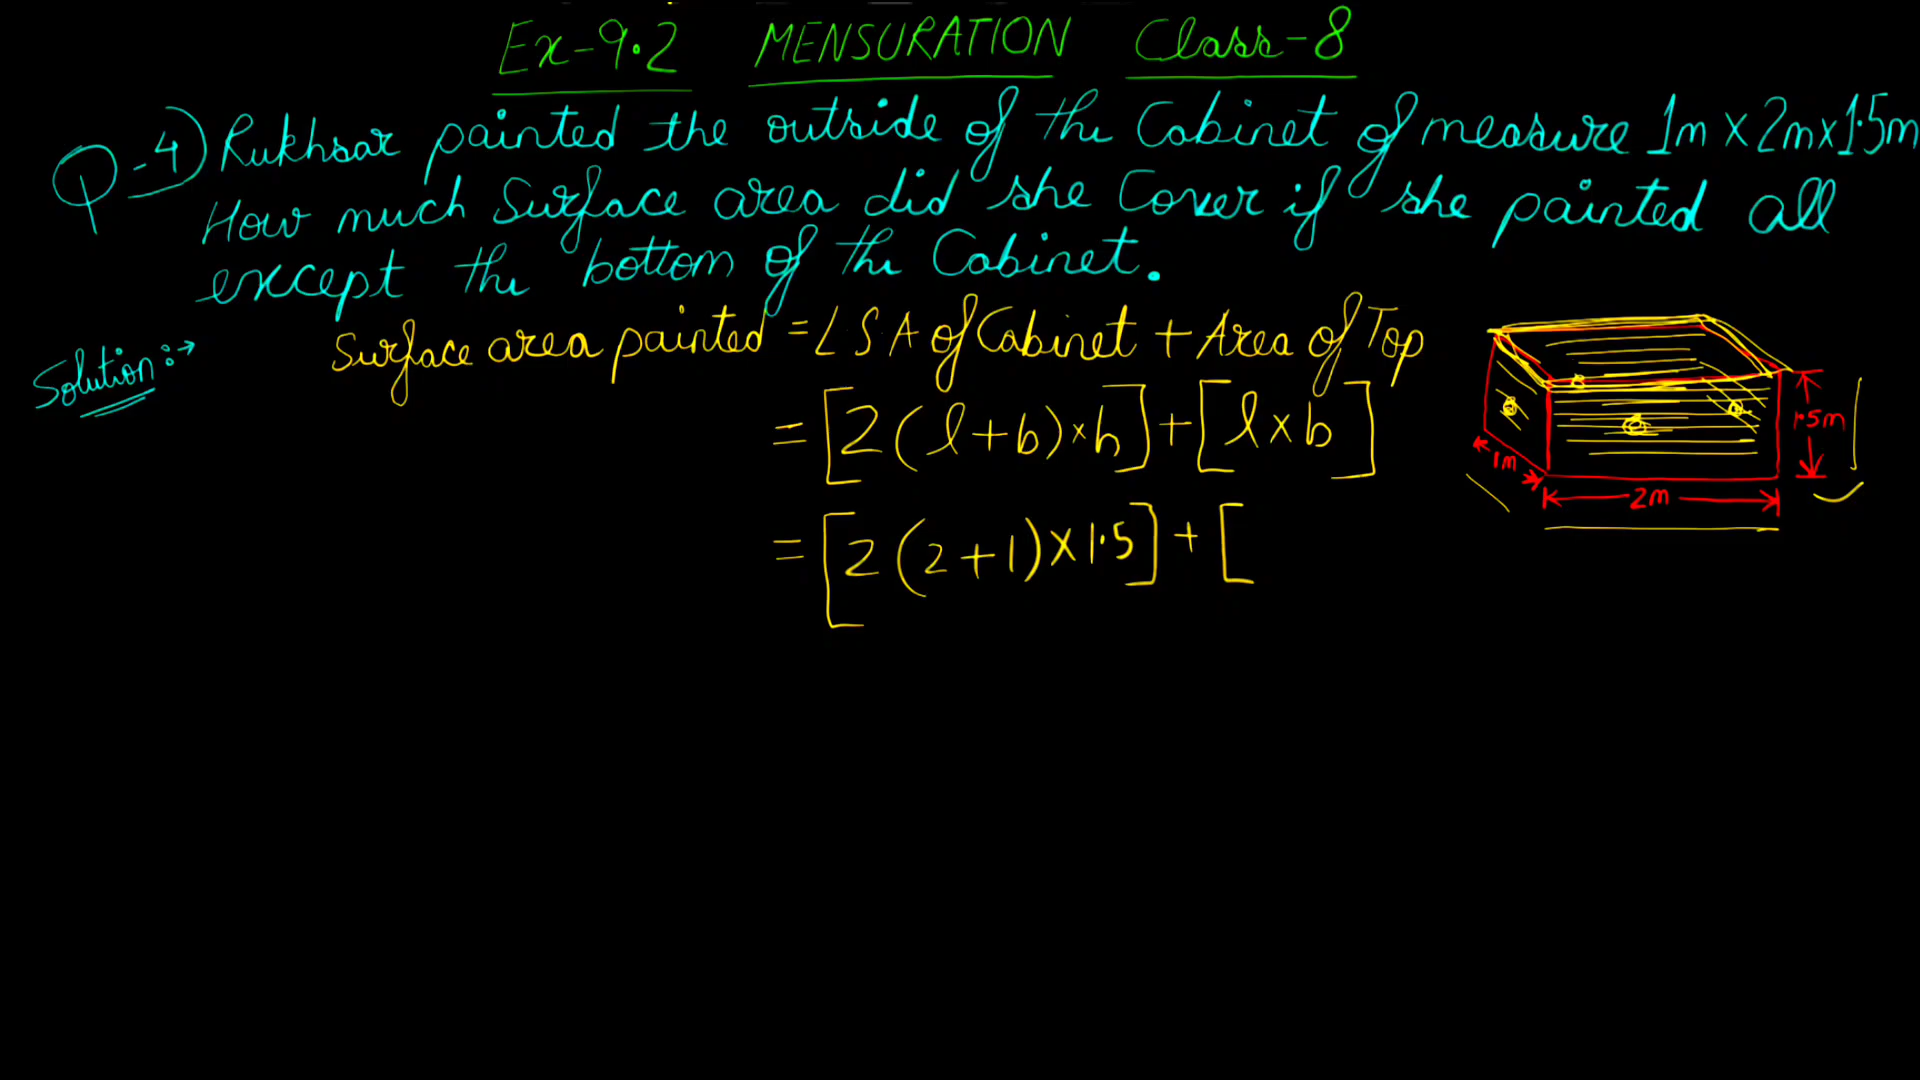 Ex-9.2 MENSURATION Class-8
Q-4) Rukhsar painted the outside of the Cabinet of measure 1m x 2m x 1.5m
How much Surface area did she Cover if she painted all
except the bottom of the Cabinet.
Solution:→ Surface area painted = LSA of Cabinet + Area of Top
= [2(l+b)×h]+[l×b]
= [2(2+1)×1.5] + [
1.5m
1m
2m